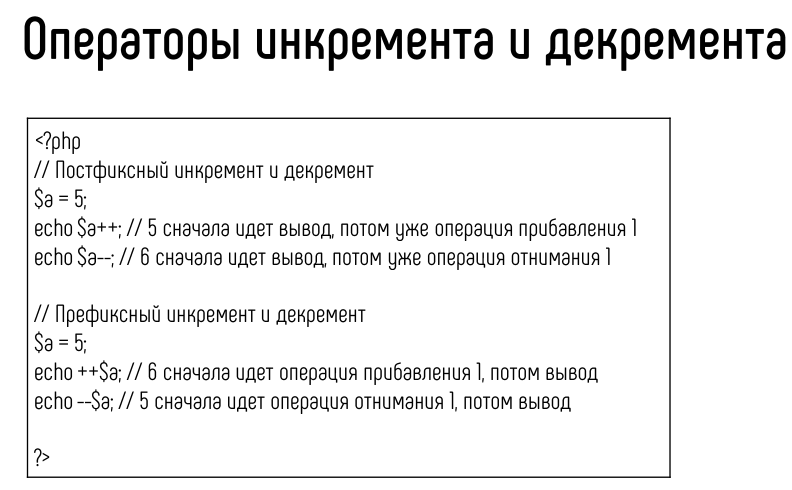 Операторы инкремента и декремента
<?php
// Постфиксный инкремент и декремент
$a = 5;
echo $a++; // 5 сначала идет вывод, потом уже операция прибавления 1
echo $a--; // 6 сначала идет вывод, потом уже операция отнимания 1
// Префиксный инкремент и декремент
$a = 5;
echo ++$a; // 6 сначала идет операция прибавления 1, потом вывод
echo --$a; // 5 сначала идет операция отнимания 1, потом вывод
?>